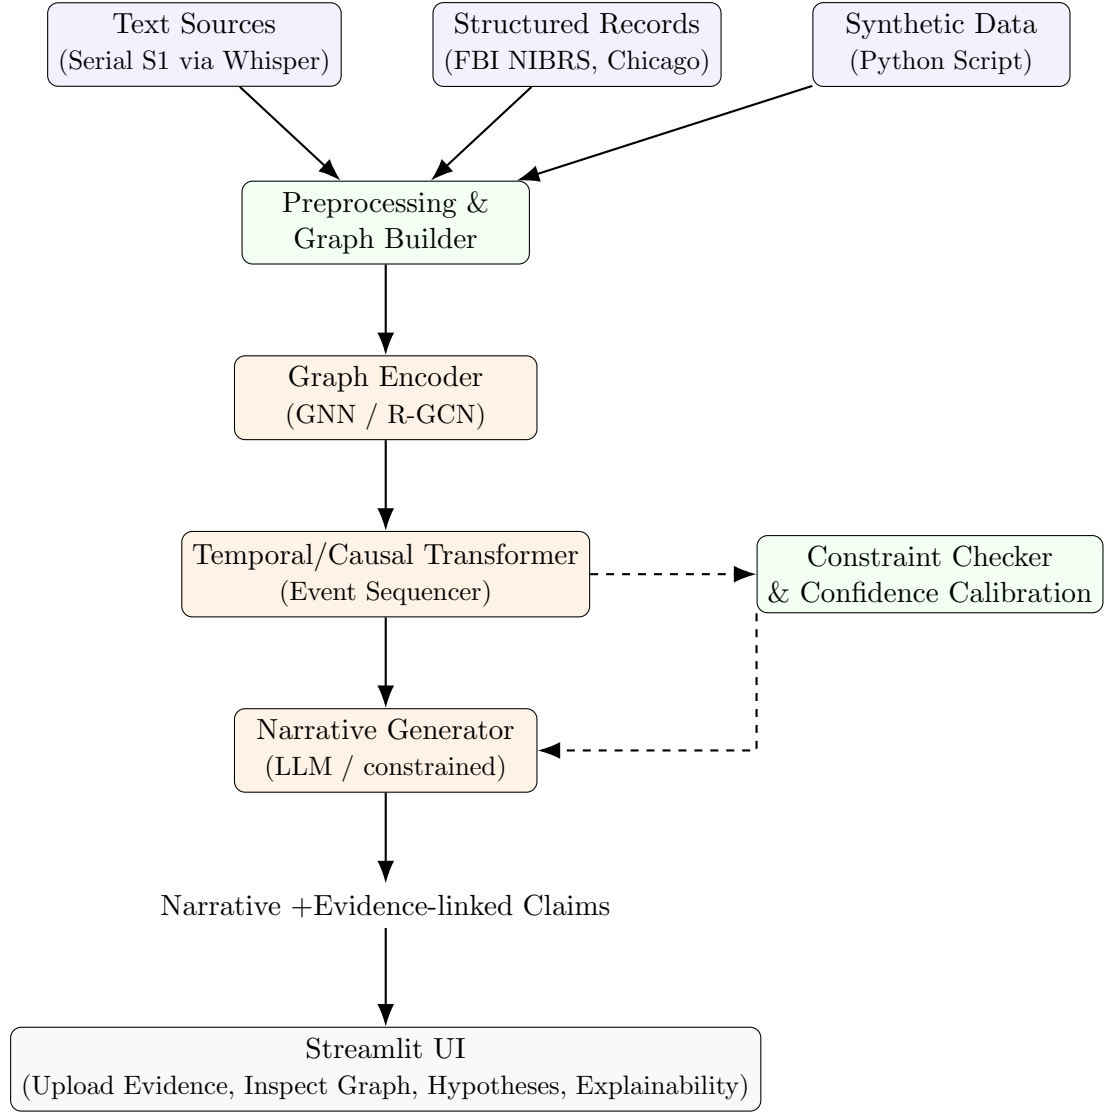 Text Sources
(Serial S1 via Whisper)
Structured Records
(FBI NIBRS, Chicago)
Synthetic Data
(Python Script)
Preprocessing &
Graph Builder
Graph Encoder
(GNN / R-GCN)
Temporal/Causal Transformer
(Event Sequencer)
Constraint Checker
& Confidence Calibration
Narrative Generator
(LLM / constrained)
Narrative +Evidence-linked Claims
Streamlit UI
(Upload Evidence, Inspect Graph, Hypotheses, Explainability)